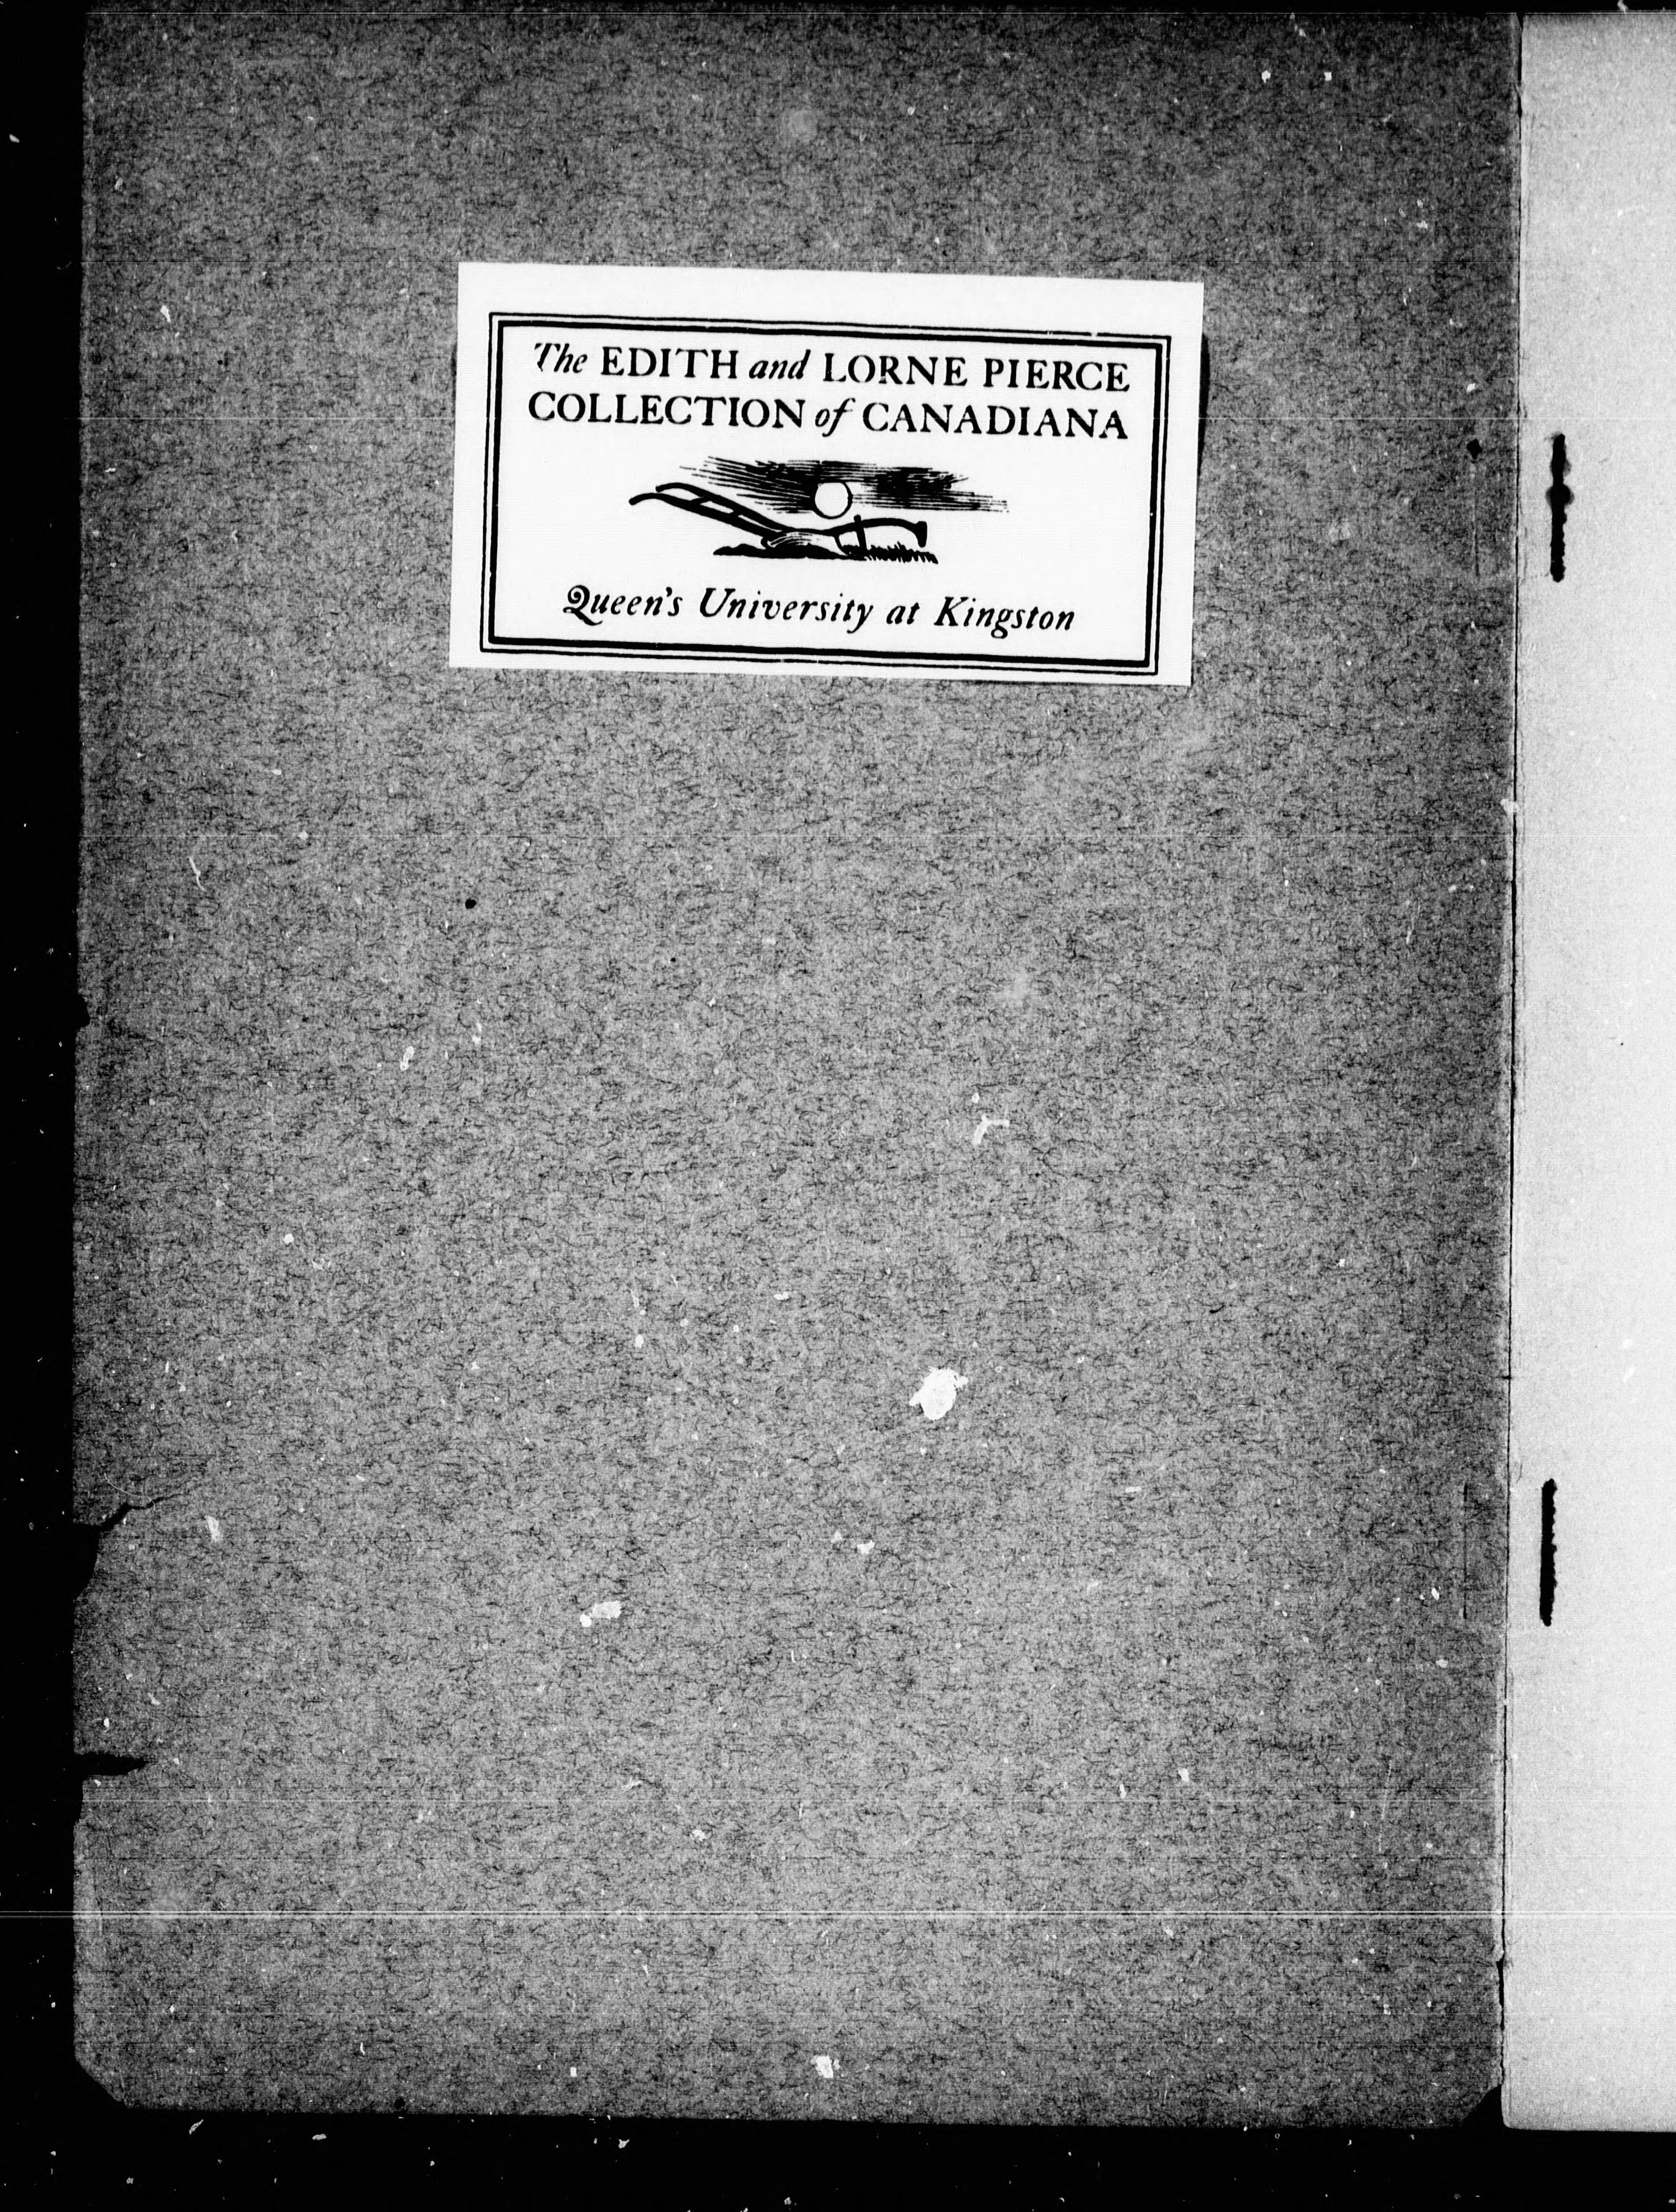 The EDITH and LORNE PIERCE
COLLECTION of CANADIANA
Queen's University at Kingston